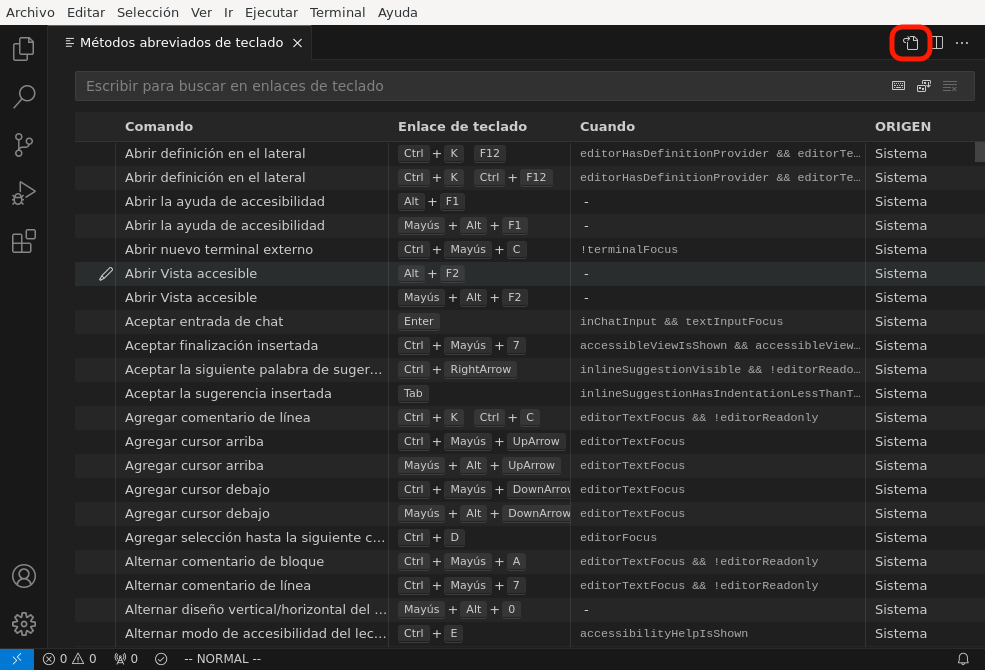 Archivo Editar Selección Ver Ir Ejecutar Terminal Ayuda
Métodos abreviados de teclado
Escribir para buscar en enlaces de teclado
Comando Enlace de teclado Cuando ORIGEN
Abrir definición en el lateral Ctrl + K F12 editorHasDefinitionProvider && editorTe… Sistema
Abrir definición en el lateral Ctrl + K Ctrl + F12 editorHasDefinitionProvider && editorTe… Sistema
Abrir la ayuda de accesibilidad Alt + F1 - Sistema
Abrir la ayuda de accesibilidad Mayús + Alt + F1 - Sistema
Abrir nuevo terminal externo Ctrl + Mayús + C !terminalFocus Sistema
Abrir Vista accesible Alt + F2 - Sistema
Abrir Vista accesible Mayús + Alt + F2 - Sistema
Aceptar entrada de chat Enter inChatInput && textInputFocus Sistema
Aceptar finalización insertada Ctrl + Mayús + 7 accessibleViewIsShown && accessibleView… Sistema
Aceptar la siguiente palabra de suger… Ctrl + RightArrow inlineSuggestionVisible && !editorReado… Sistema
Aceptar la sugerencia insertada Tab inlineSuggestionHasIndentationLessThanT… Sistema
Agregar comentario de línea Ctrl + K Ctrl + C editorTextFocus && !editorReadonly Sistema
Agregar cursor arriba Ctrl + Mayús + UpArrow editorTextFocus Sistema
Agregar cursor arriba Mayús + Alt + UpArrow editorTextFocus Sistema
Agregar cursor debajo Ctrl + Mayús + DownArrow editorTextFocus Sistema
Agregar cursor debajo Mayús + Alt + DownArrow editorTextFocus Sistema
Agregar selección hasta la siguiente c… Ctrl + D editorFocus Sistema
Alternar comentario de bloque Ctrl + Mayús + A editorTextFocus && !editorReadonly Sistema
Alternar comentario de línea Ctrl + Mayús + 7 editorTextFocus && !editorReadonly Sistema
Alternar diseño vertical/horizontal del … Mayús + Alt + 0 - Sistema
Alternar modo de accesibilidad del lec… Ctrl + E accessibilityHelpIsShown Sistema
0 0 0 -- NORMAL --